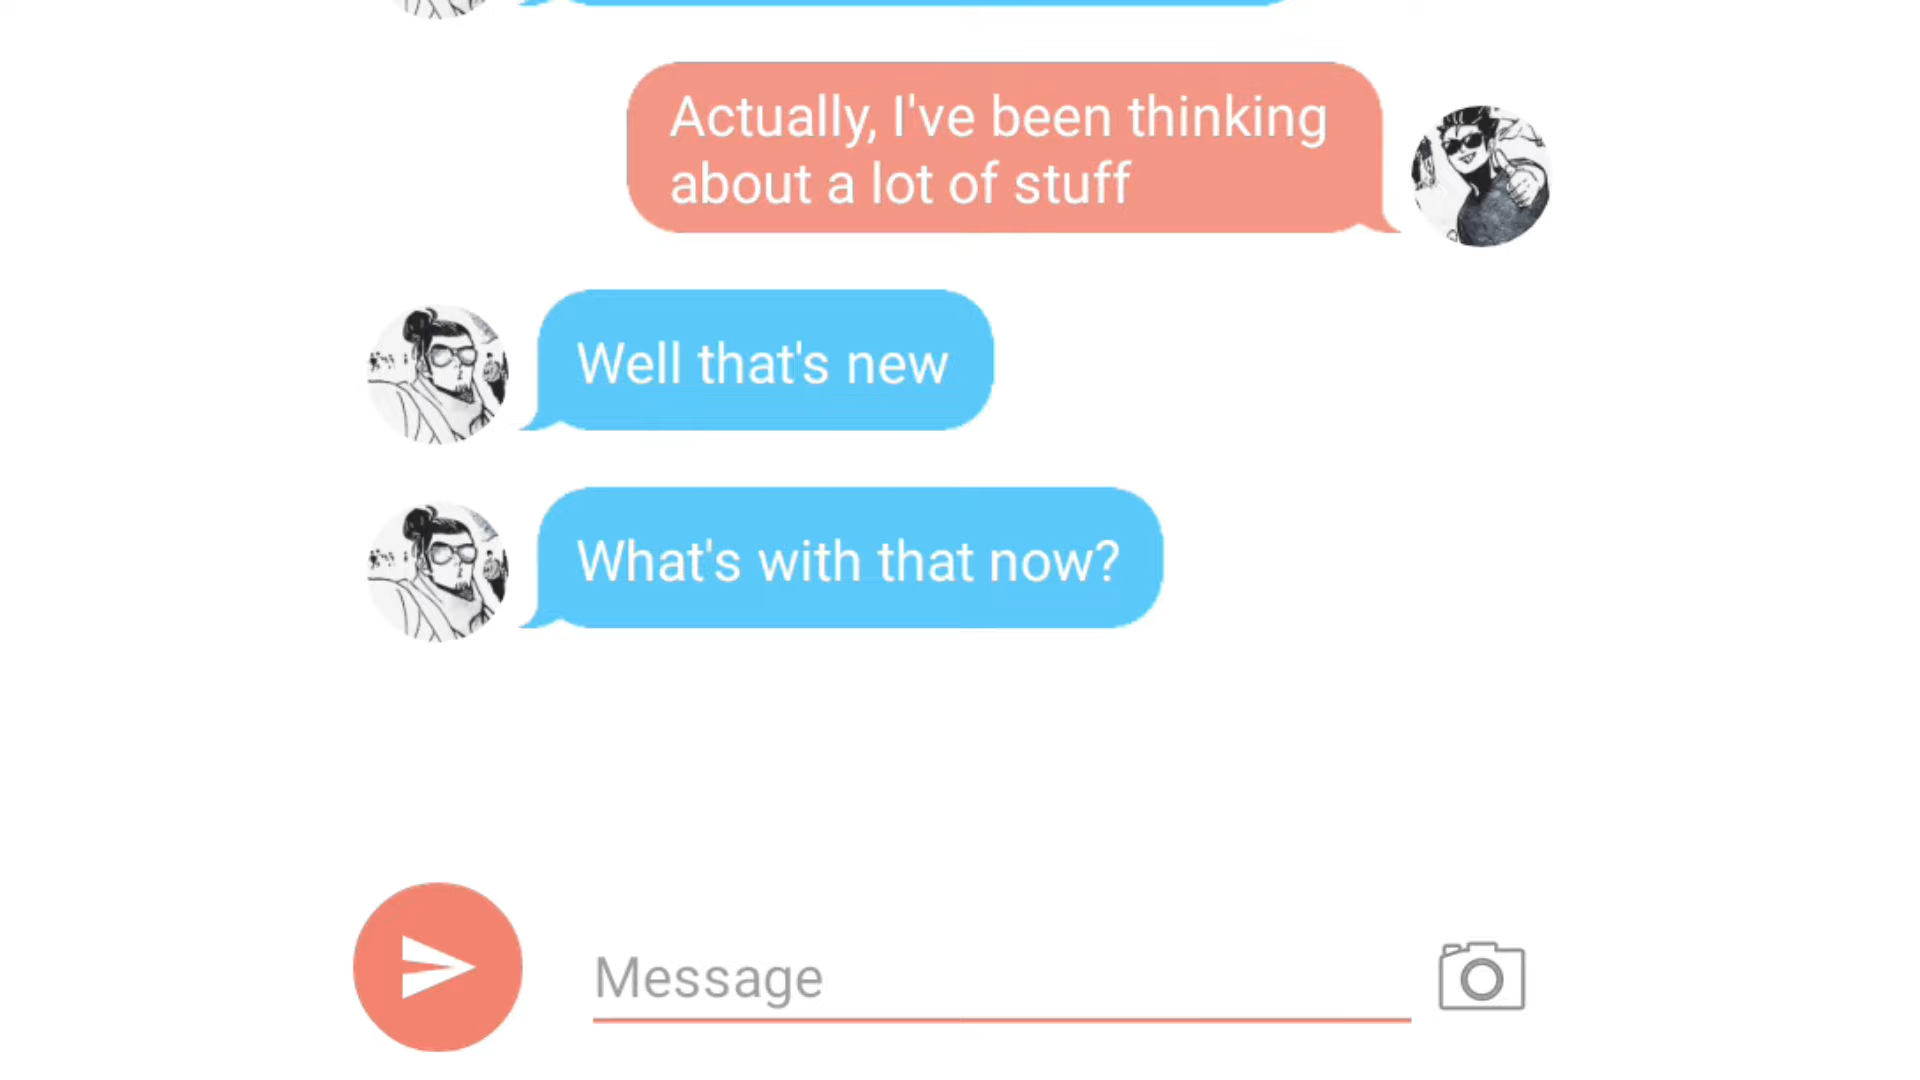 Actually, I've been thinking
about a lot of stuff
Well that's new
What's with that now?
Message